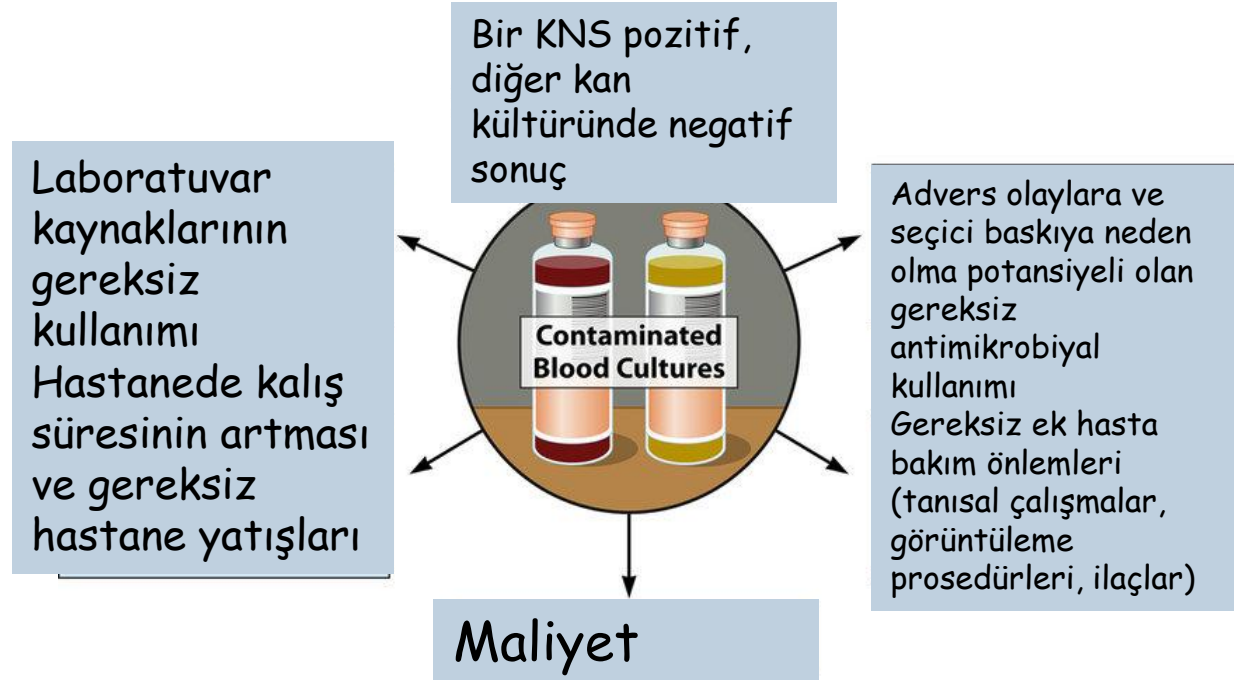 Bir KNS pozitif,
diğer kan
kültüründe negatif
sonuç
Laboratuvar
kaynaklarının
gereksiz
kullanımı
Hastanede kalış
süresinin artması
ve gereksiz
hastane yatışları
Contaminated
Blood Cultures
Advers olaylara ve
seçici baskıya neden
olma potansiyeli olan
gereksiz
antimikrobiyal
kullanımı
Gereksiz ek hasta
bakım önlemleri
(tanısal çalışmalar,
görüntüleme
prosedürleri, ilaçlar)
Maliyet